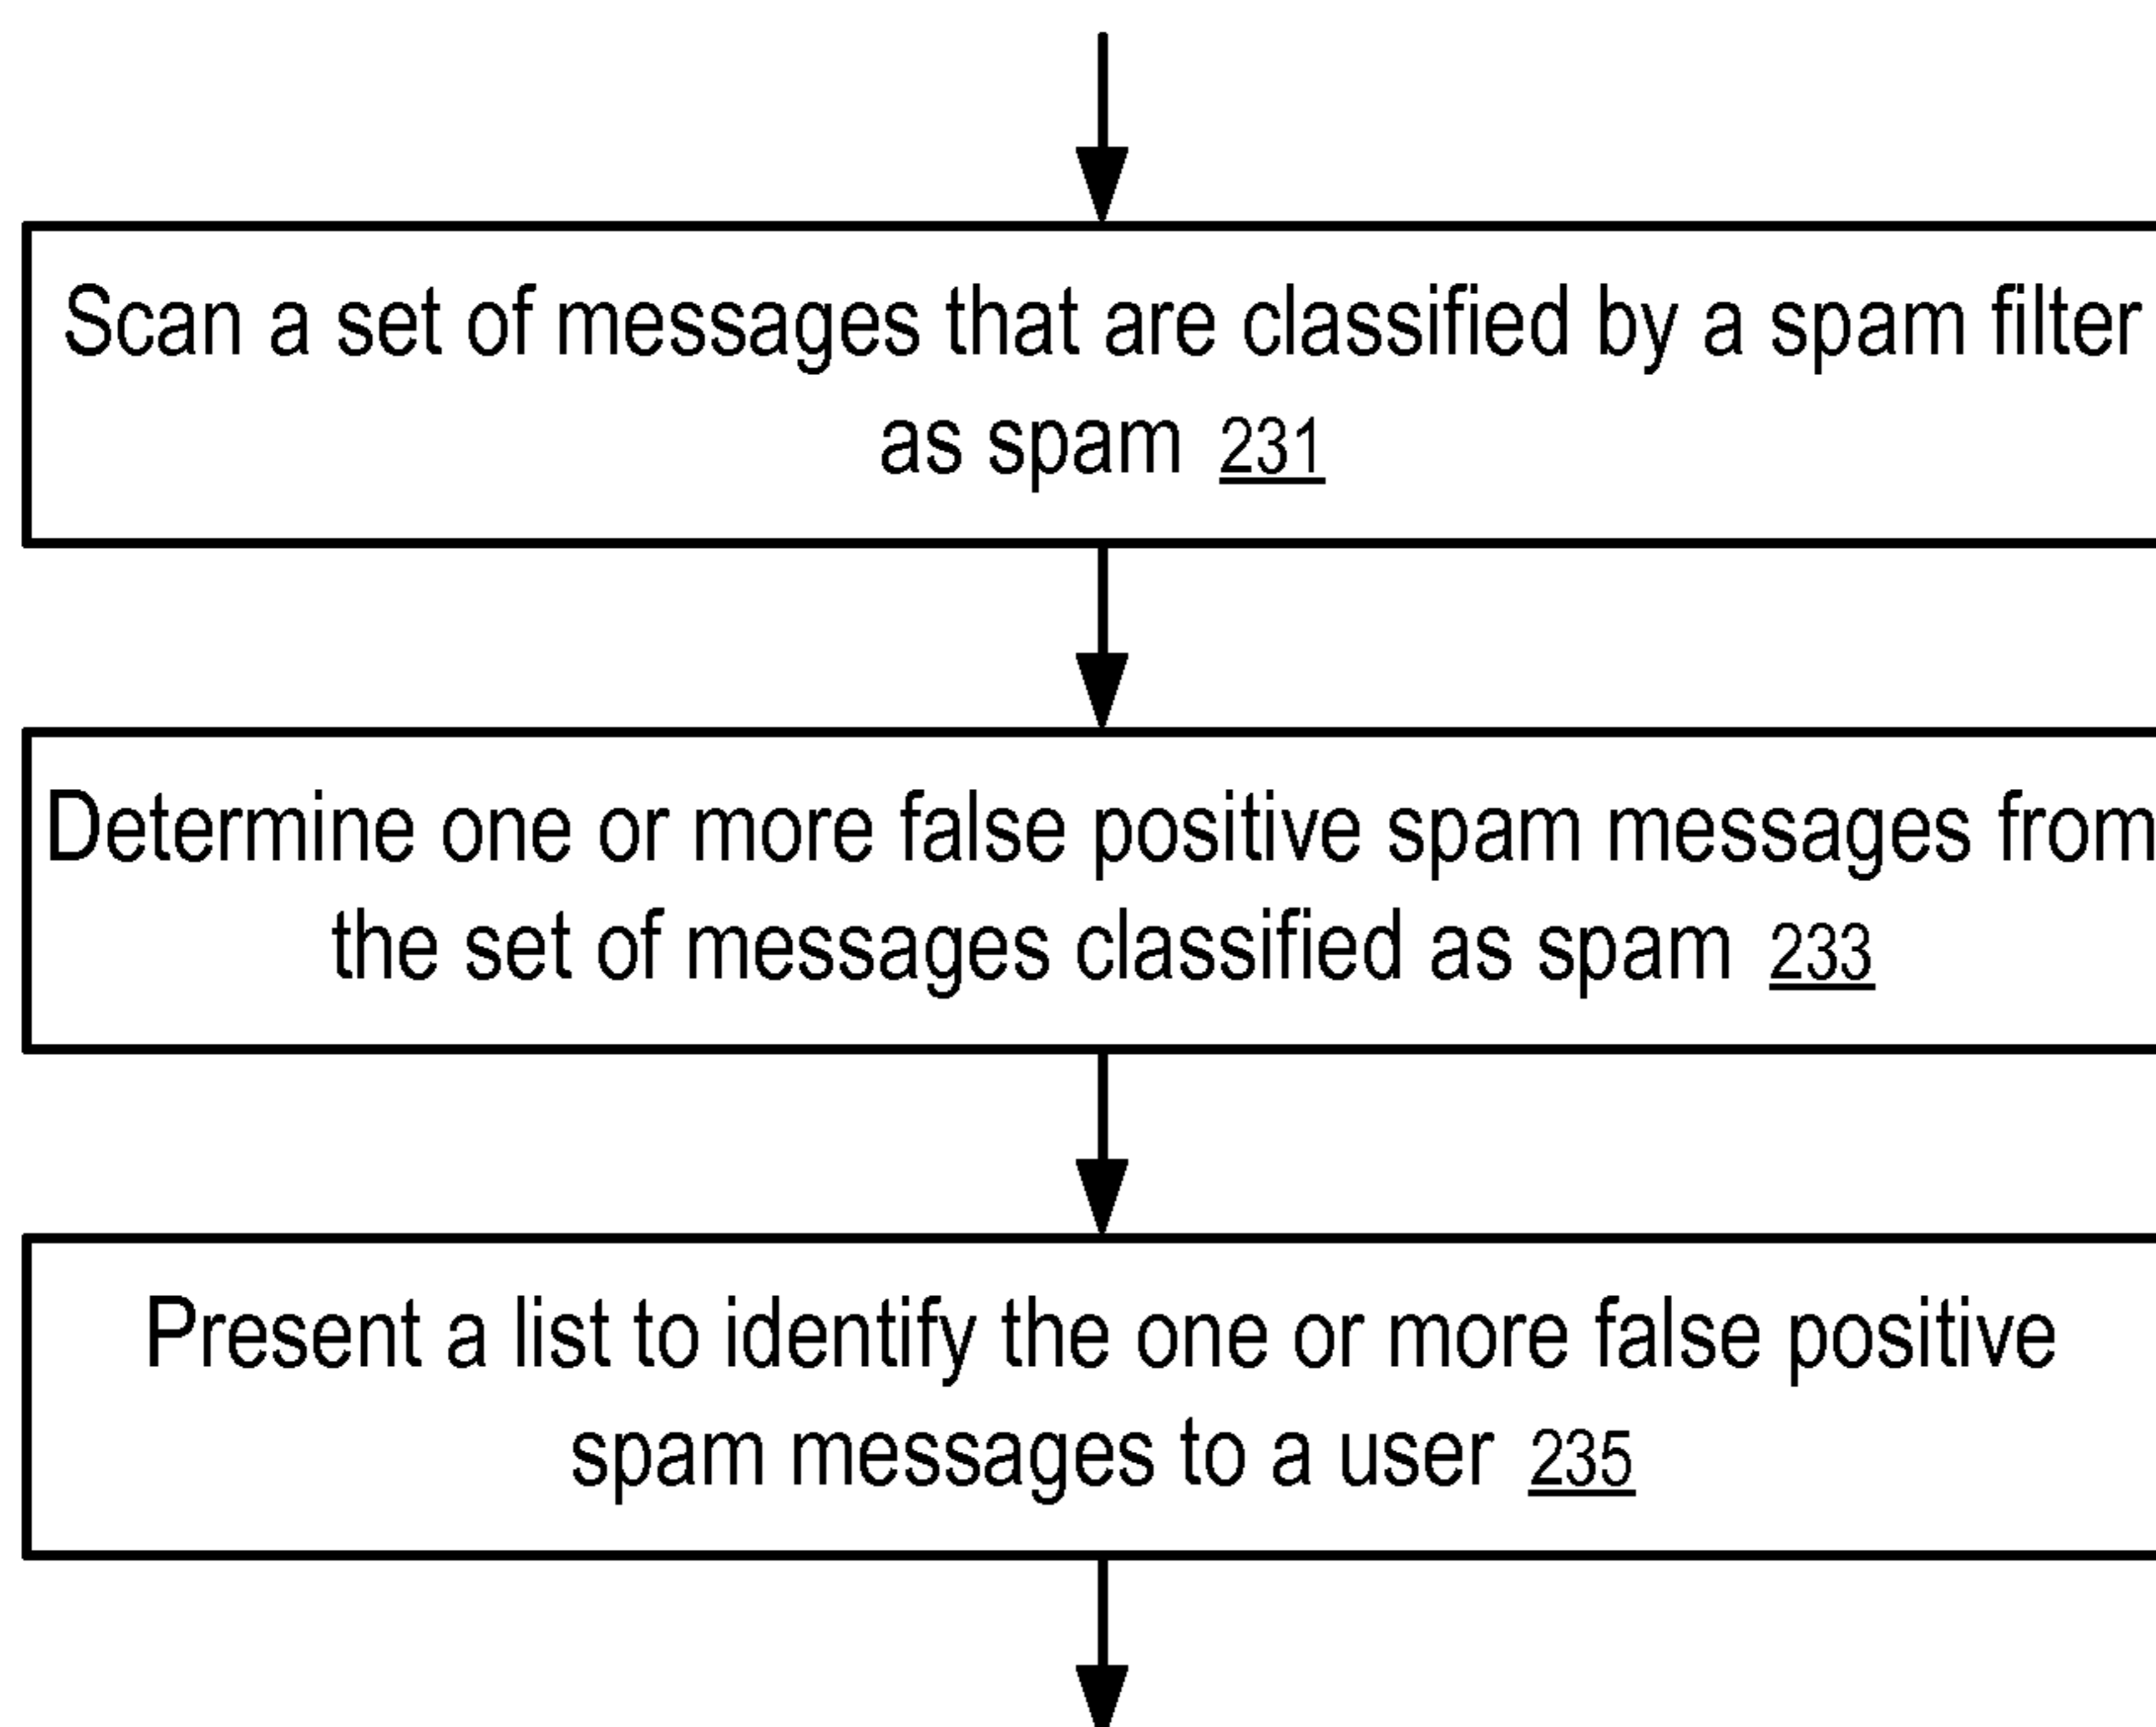 Scan a set of messages that are classified by a spam filter
as spam 231
Determine one or more false positive spam messages from
the set of messages classified as spam 233
Present a list to identify the one or more false positive
spam messages to a user 235